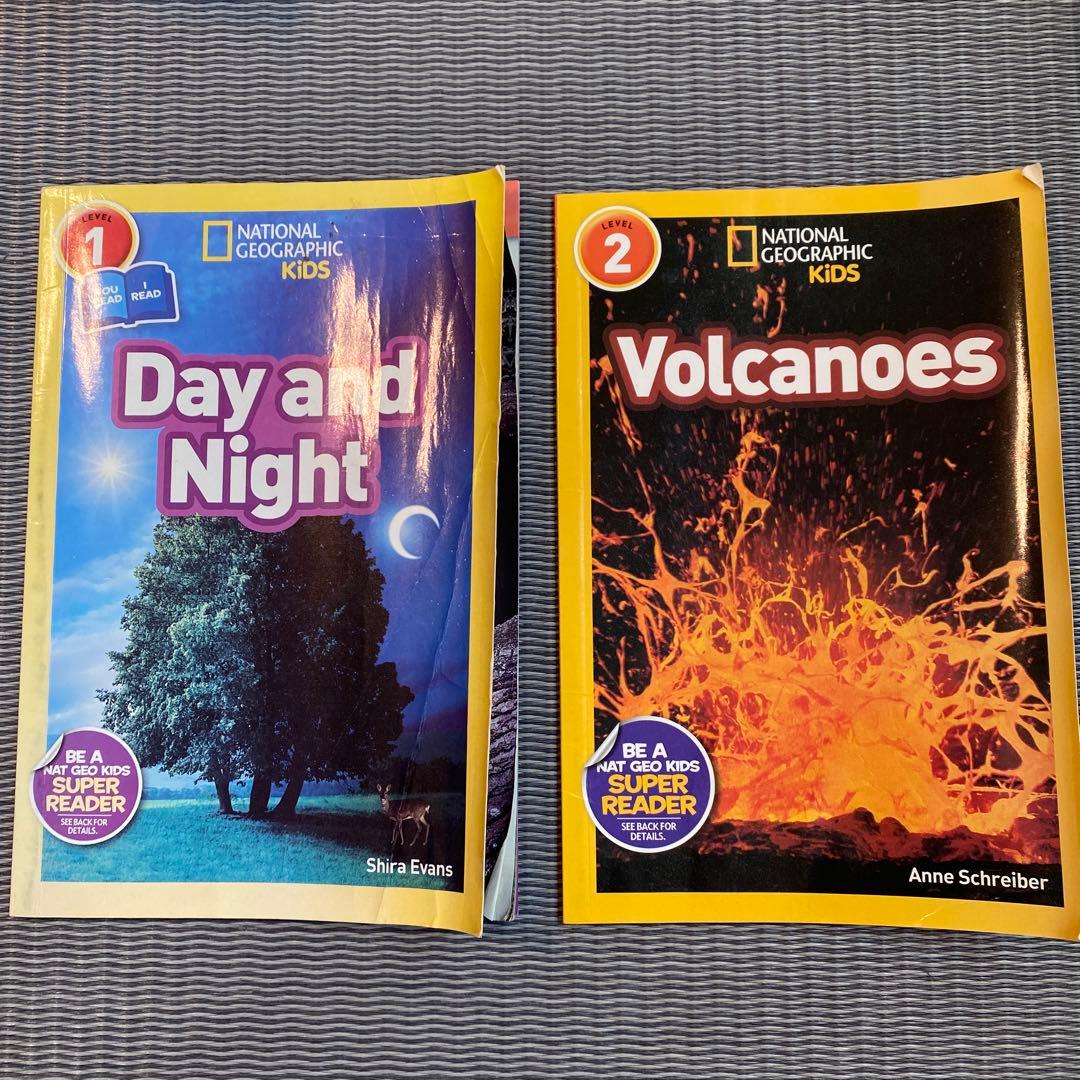 LEVEL
1
YOU
READ
I
READ
NATIONAL
GEOGRAPHIC
KiDS
Day and
Night
BE A
NAT GEO KIDS
SUPER
READER
SEE BACK FOR
DETAILS.
Shira Evans
LEVEL
2
NATIONAL
GEOGRAPHIC
KiDS
Volcanoes
BE A
NAT GEO KIDS
SUPER
READER
SEE BACK FOR
DETAILS.
Anne Schreiber